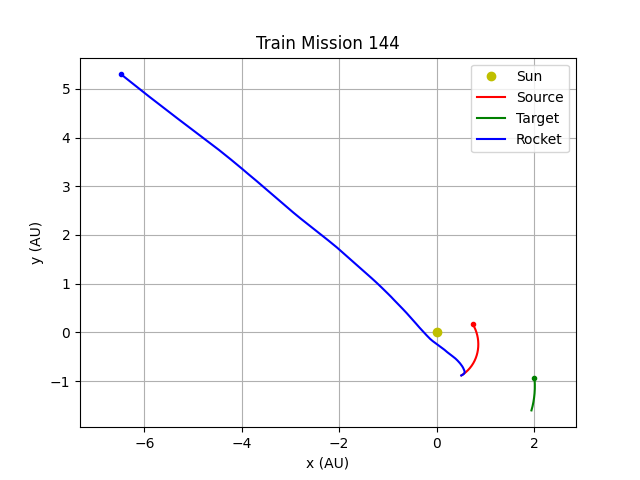 Train Mission 144
Sun
Source
Target
Rocket
5
4
3
2
1
0
−1
y (AU)
−6
−4
−2
0
2
x (AU)